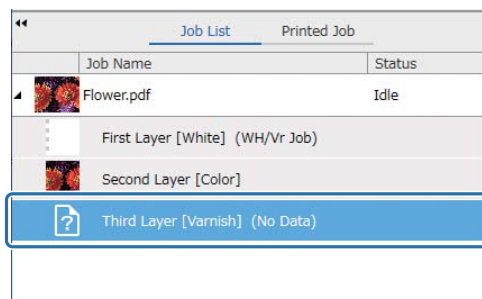 Job List Printed Job
Job Name Status
Flower.pdf Idle
First Layer [White] (WH/Vr Job)
Second Layer [Color]
Third Layer [Varnish] (No Data)